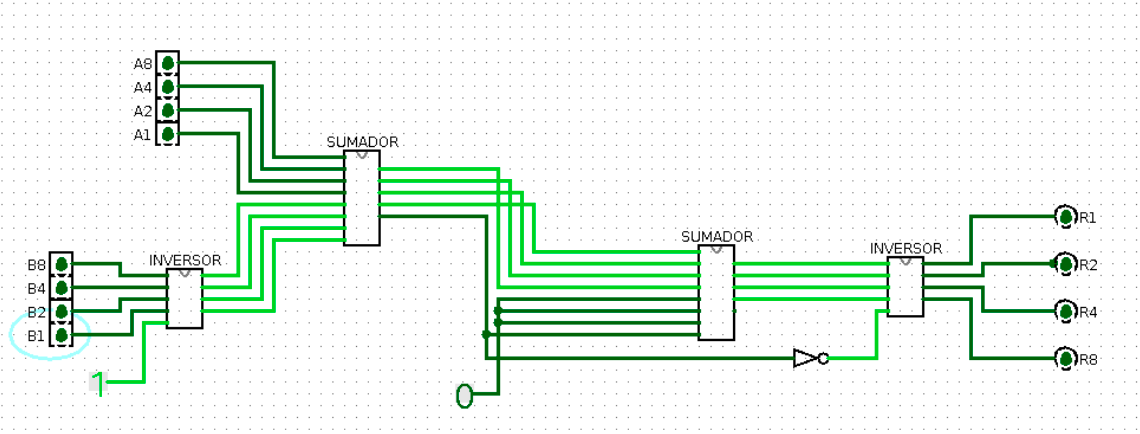 A8
A4
A2
A1
SUMADOR
B8
B4
B2
B1
INVERSOR
1
0
SUMADOR
INVERSOR
R1
R2
R4
R8